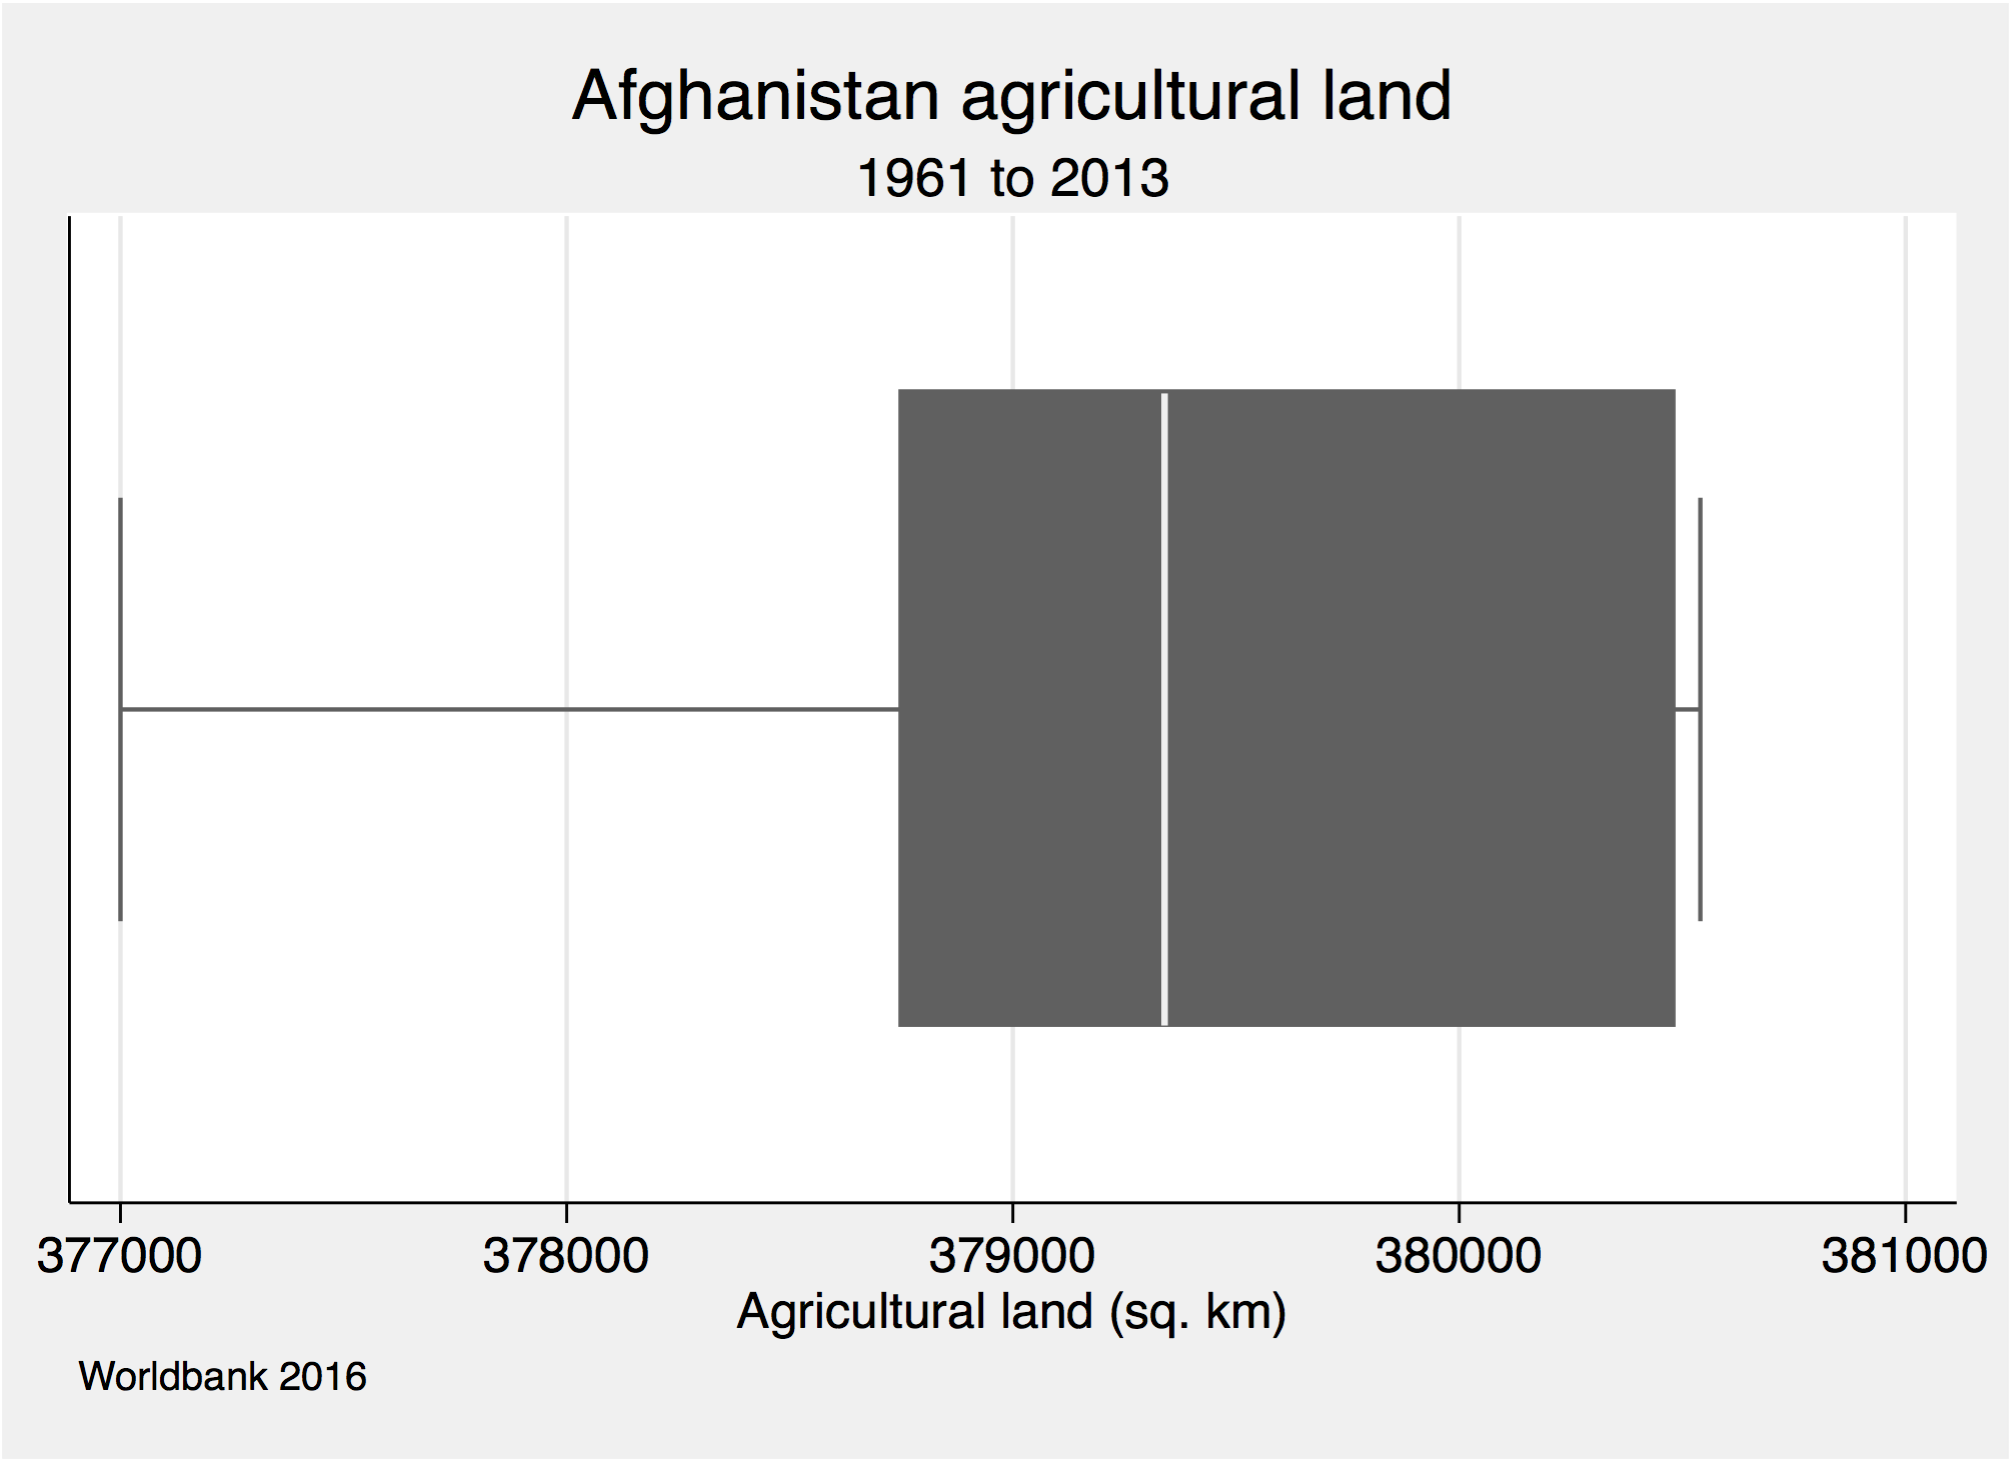 Afghanistan agricultural land
1961 to 2013
377000 378000 379000 380000 381000
Agricultural land (sq. km)
Worldbank 2016